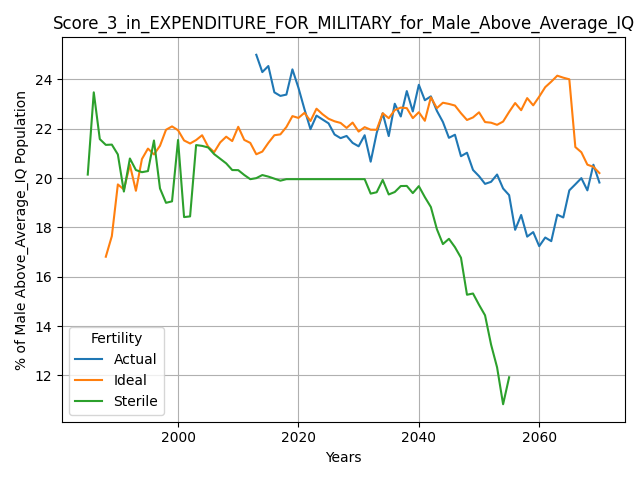 Score_3_in_EXPENDITURE_FOR_MILITARY_for_Male_Above_Average_IQ
% of Male Above_Average_IQ Population
24
22
20
18
16
14
12
Fertility
Actual
Ideal
Sterile
2000
2020
2040
2060
Years